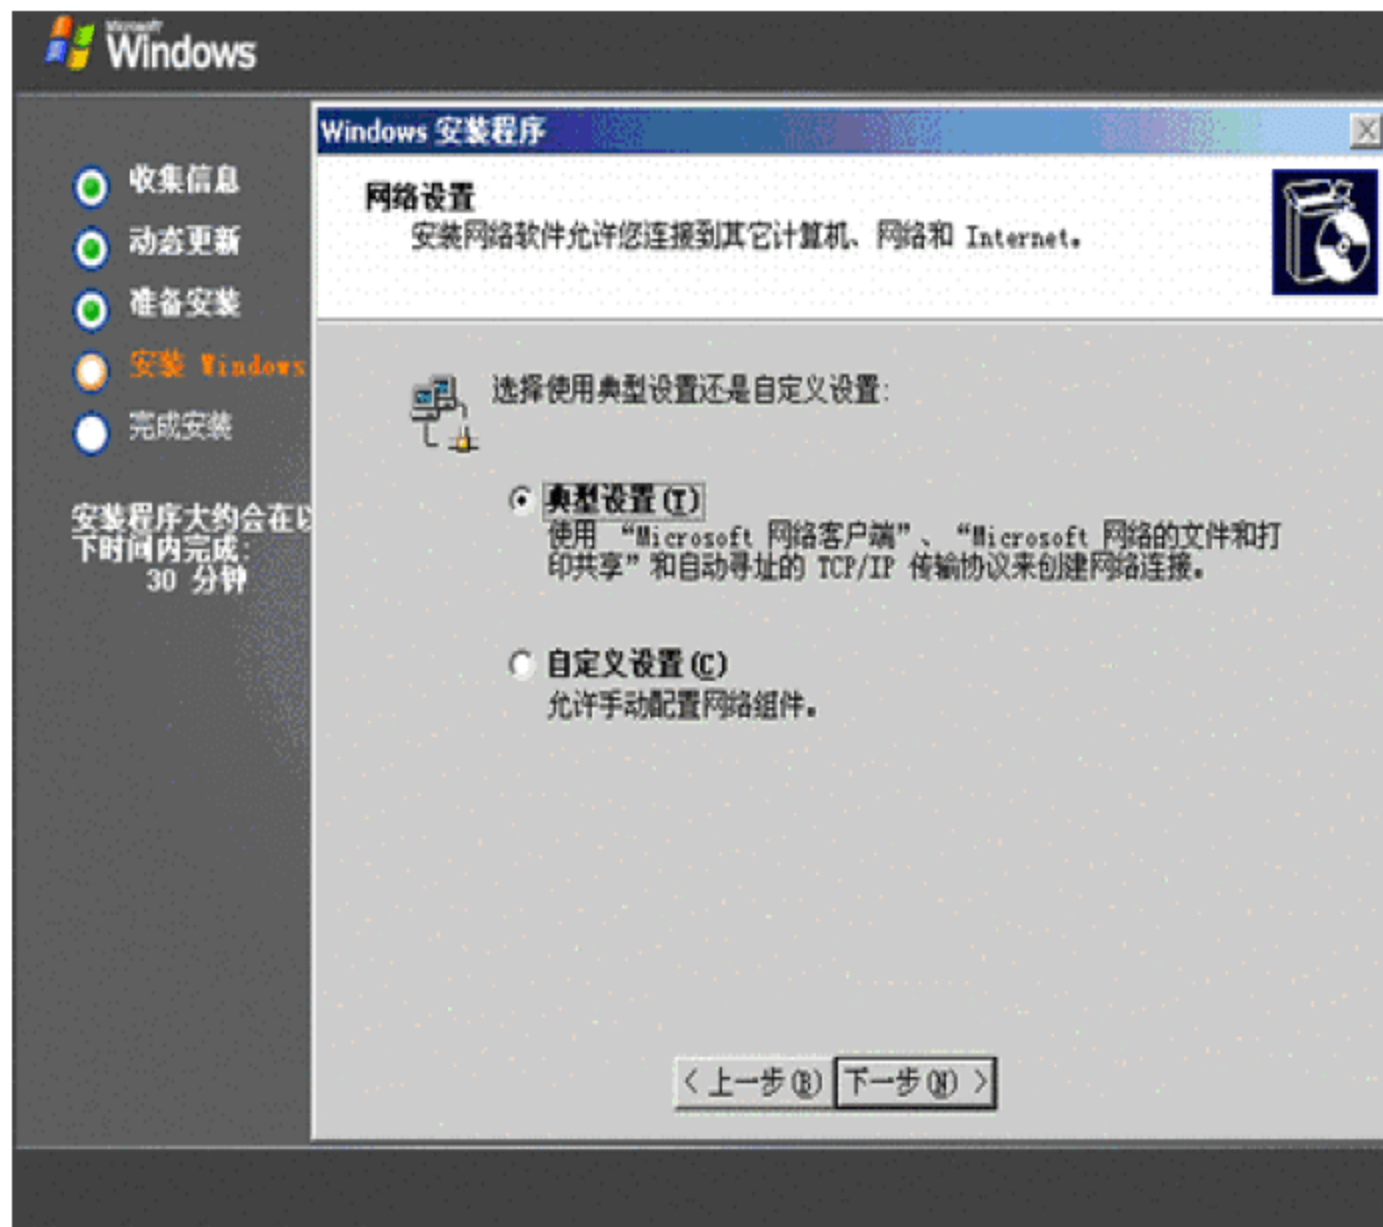 Microsoft
Windows
收集信息
动态更新
准备安装
安装 Windows
完成安装
安装程序大约会在以
下时间内完成:
30 分钟
Windows 安装程序
网络设置
安装网络软件允许您连接到其它计算机、网络和 Internet。
选择使用典型设置还是自定义设置:
典型设置(T)
使用 “Microsoft 网络客户端”、“Microsoft 网络的文件和打
印共享”和自动寻址的 TCP/IP 传输协议来创建网络连接。
自定义设置(C)
允许手动配置网络组件。
< 上一步(B)
下一步(N) >